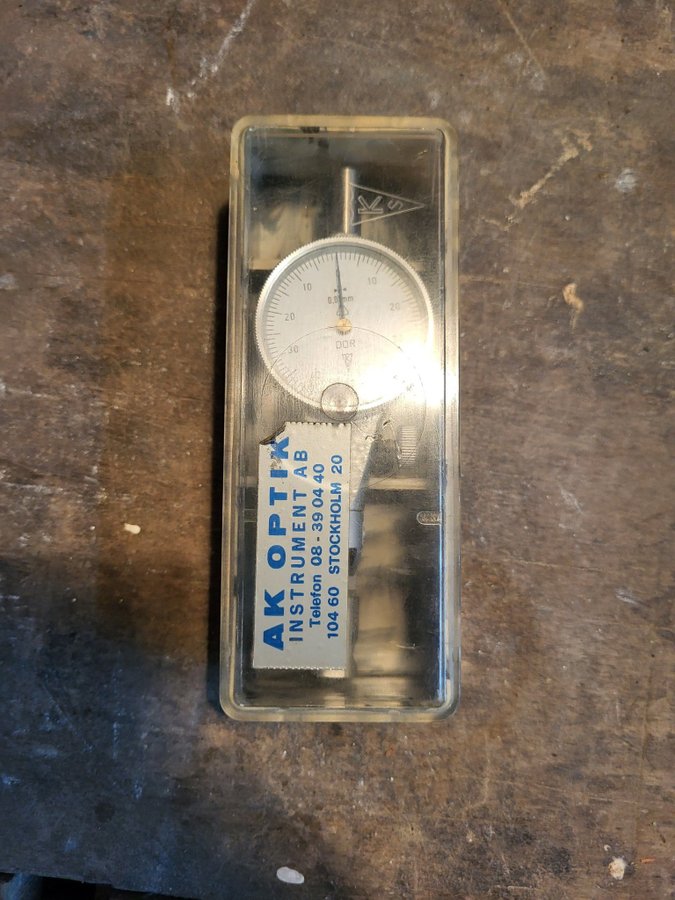 KS
10
10
0,01mm
20
20
DDR
30
AK OPTIK
INSTRUMENT AB
Telefon 08 - 39 04 40
104 60 STOCKHOLM 20